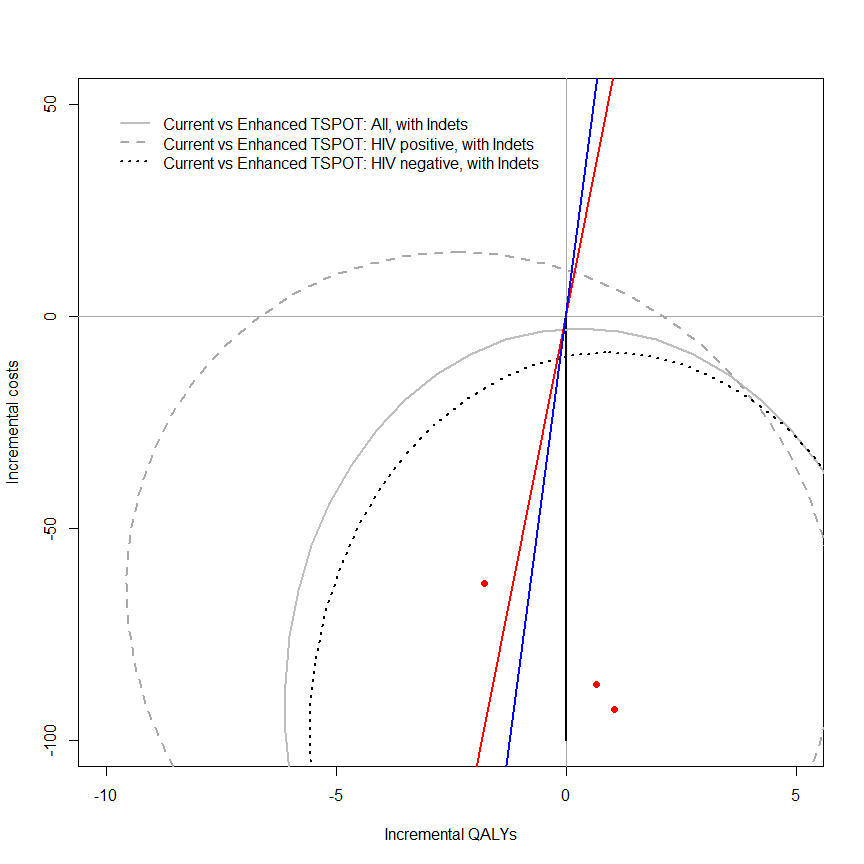 50
Current vs Enhanced TSPOT: All, with Indets
Current vs Enhanced TSPOT: HIV positive, with Indets
Current vs Enhanced TSPOT: HIV negative, with Indets
0
Incremental costs
-50
-100
-10 -5 0 5
Incremental QALYs